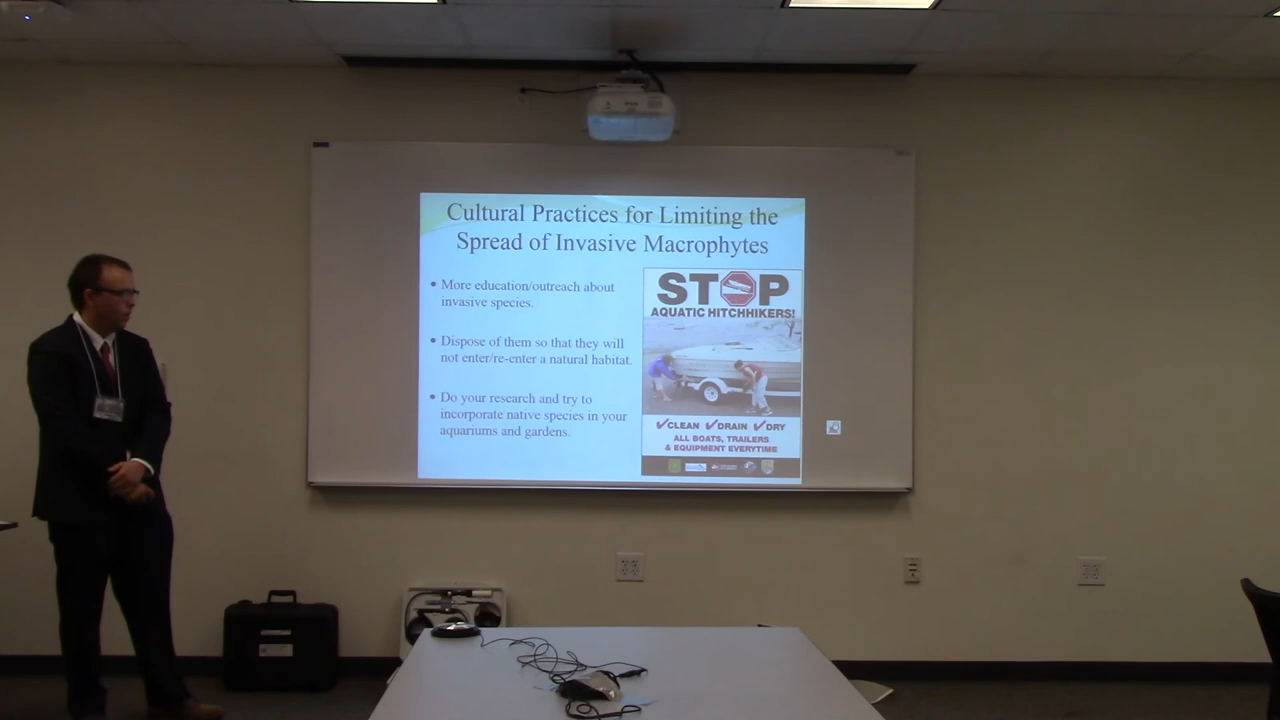 Cultural Practices for Limiting the
Spread of Invasive Macrophytes
• More education/outreach about
invasive species.
• Dispose of them so that they will
not enter/re-enter a natural habitat.
• Do your research and try to
incorporate native species in your
aquariums and gardens.
STOP
AQUATIC HITCHHIKERS!
✓CLEAN ✓DRAIN ✓DRY
ALL BOATS, TRAILERS
& EQUIPMENT EVERYTIME